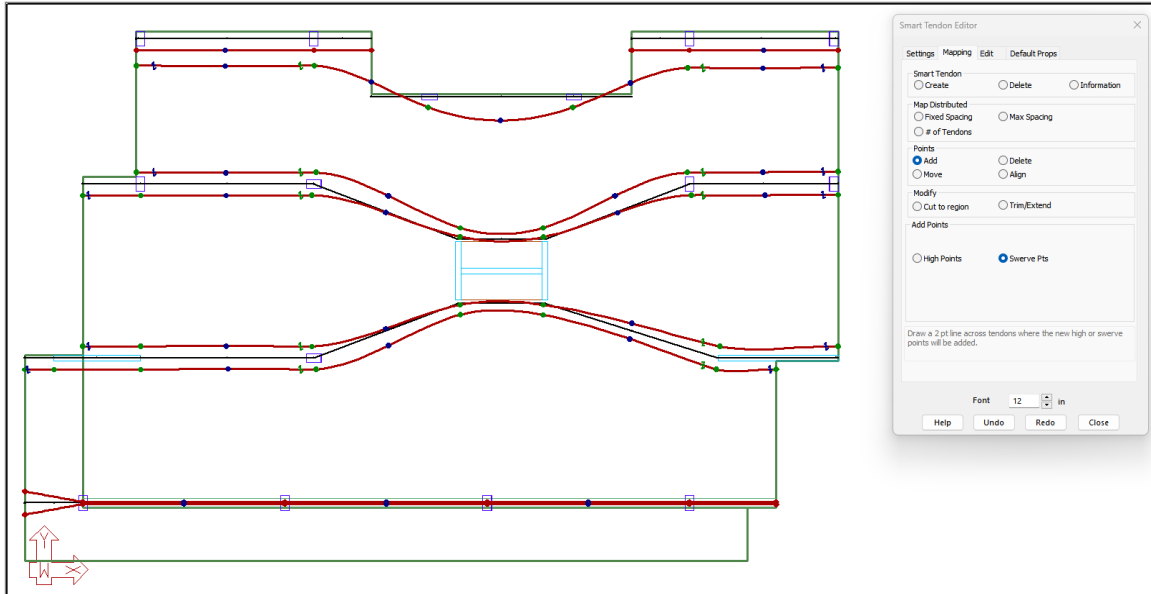 Smart Tendon Editor
Settings Mapping Edit Default Props
Smart Tendon
Create Delete Information
Map Distributed
Fixed Spacing Max Spacing
# of Tendons
Points
Add Delete
Move Align
Modify
Cut to region Trim/Extend
Add Points
High Points Swerve Pts
Draw a 2 pt line across tendons where the new high or swerve
points will be added.
Font 12 in
Help Undo Redo Close
Y
W X